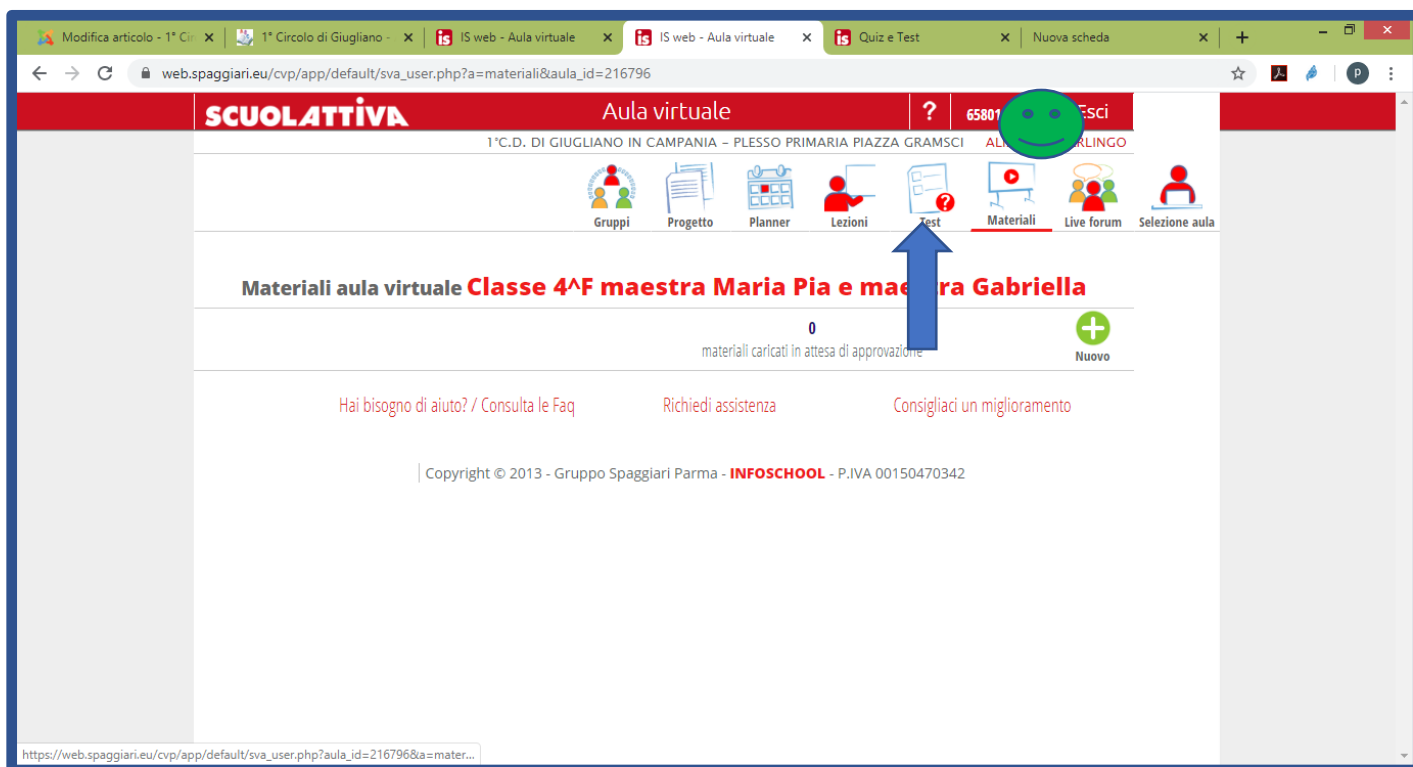 Modifica articolo - 1° Cir
1° Circolo di Giugliano -
IS web - Aula virtuale
IS web - Aula virtuale
Quiz e Test
Nuova scheda
web.spaggiari.eu/cvp/app/default/sva_user.php?a=materiali&aula_id=216796
SCUOLATTIVA
Aula virtuale
?
65801
Esci
1°C.D. DI GIUGLIANO IN CAMPANIA - PLESSO PRIMARIA PIAZZA GRAMSCI
Gruppi
Progetto
Planner
Lezioni
Test
Materiali
Live forum
Selezione aula
Materiali aula virtuale Classe 4^F maestra Maria Pia e maestra Gabriella
0
materiali caricati in attesa di approvazione
Nuovo
Hai bisogno di aiuto? / Consulta le Faq
Richiedi assistenza
Consigliaci un miglioramento
Copyright © 2013 - Gruppo Spaggiari Parma - INFOSCHOOL - P.IVA 00150470342
https://web.spaggiari.eu/cvp/app/default/sva_user.php?aula_id=216796&a=mater...